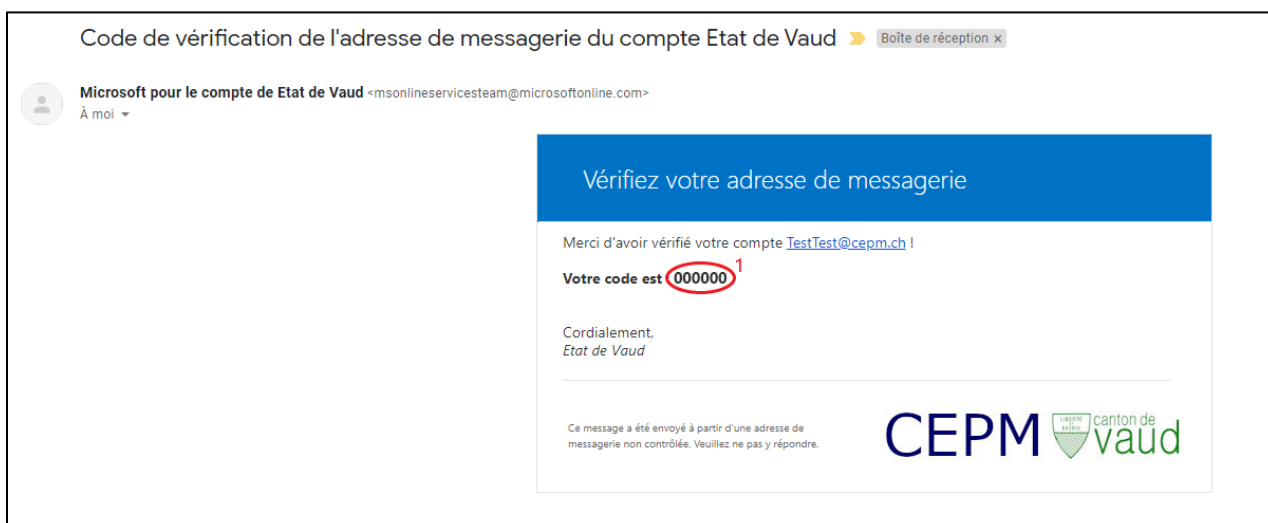 Code de vérification de l'adresse de messagerie du compte Etat de Vaud Boîte de réception x
Microsoft pour le compte de Etat de Vaud <msonlineservicesteam@microsoftonline.com>
À moi
Vérifiez votre adresse de messagerie
Merci d'avoir vérifié votre compte TestTest@cepm.ch !
Votre code est 000000 1
Cordialement,
Etat de Vaud
Ce message a été envoyé à partir d'une adresse de
messagerie non contrôlée. Veuillez ne pas y répondre.
CEPM
LIBERTÉ
ET
PATRIE
canton de
vaud